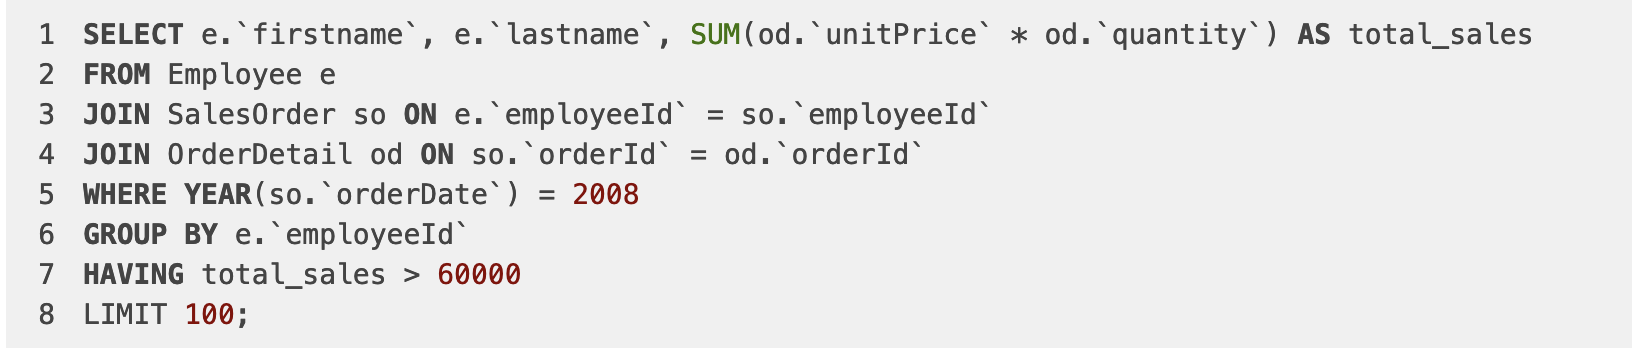 1 SELECT e.`firstname`, e.`lastname`, SUM(od.`unitPrice` * od.`quantity`) AS total_sales
2 FROM Employee e
3 JOIN SalesOrder so ON e.`employeeId` = so.`employeeId`
4 JOIN OrderDetail od ON so.`orderId` = od.`orderId`
5 WHERE YEAR(so.`orderDate`) = 2008
6 GROUP BY e.`employeeId`
7 HAVING total_sales > 60000
8 LIMIT 100;